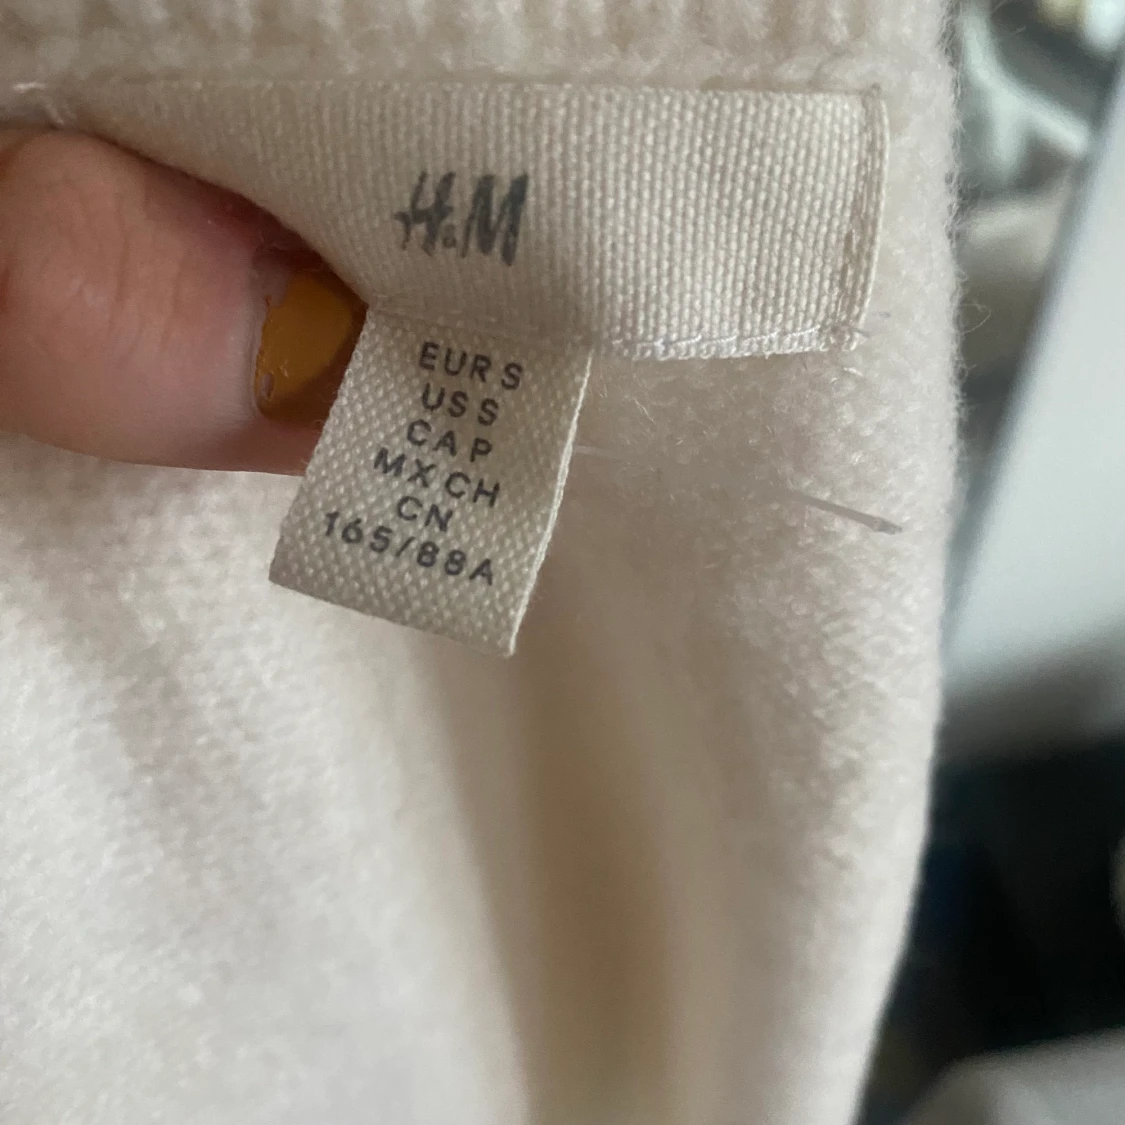 H&M
EUR S
US S
CA P
MX CH
CN
165/88A